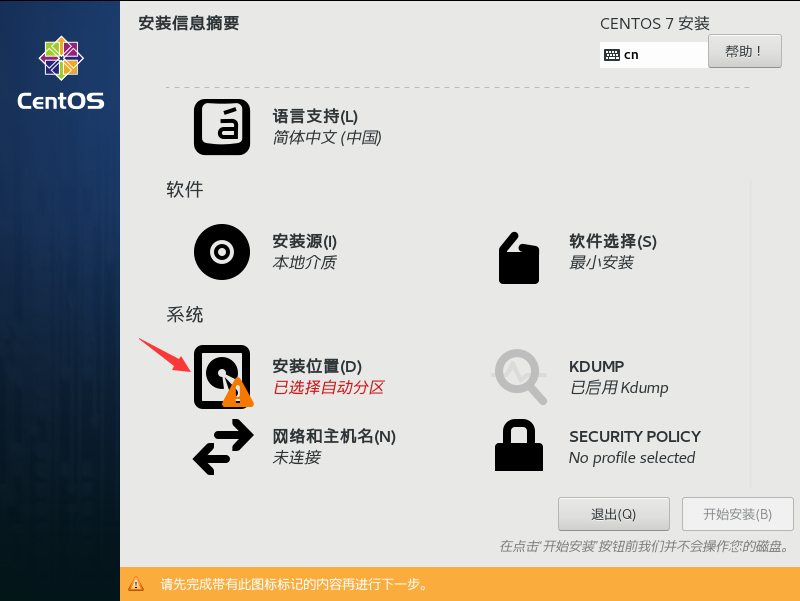 安装信息摘要
CENTOS 7 安装
cn
帮助！
CentOS
语言支持(L)
简体中文 (中国)
软件
安装源(I)
本地介质
软件选择(S)
最小安装
系统
安装位置(D)
已选择自动分区
KDUMP
已启用 Kdump
网络和主机名(N)
未连接
SECURITY POLICY
No profile selected
退出(Q)
开始安装(B)
在点击'开始安装'按钮前我们并不会操作您的磁盘。
请先完成带有此图标标记的内容再进行下一步。